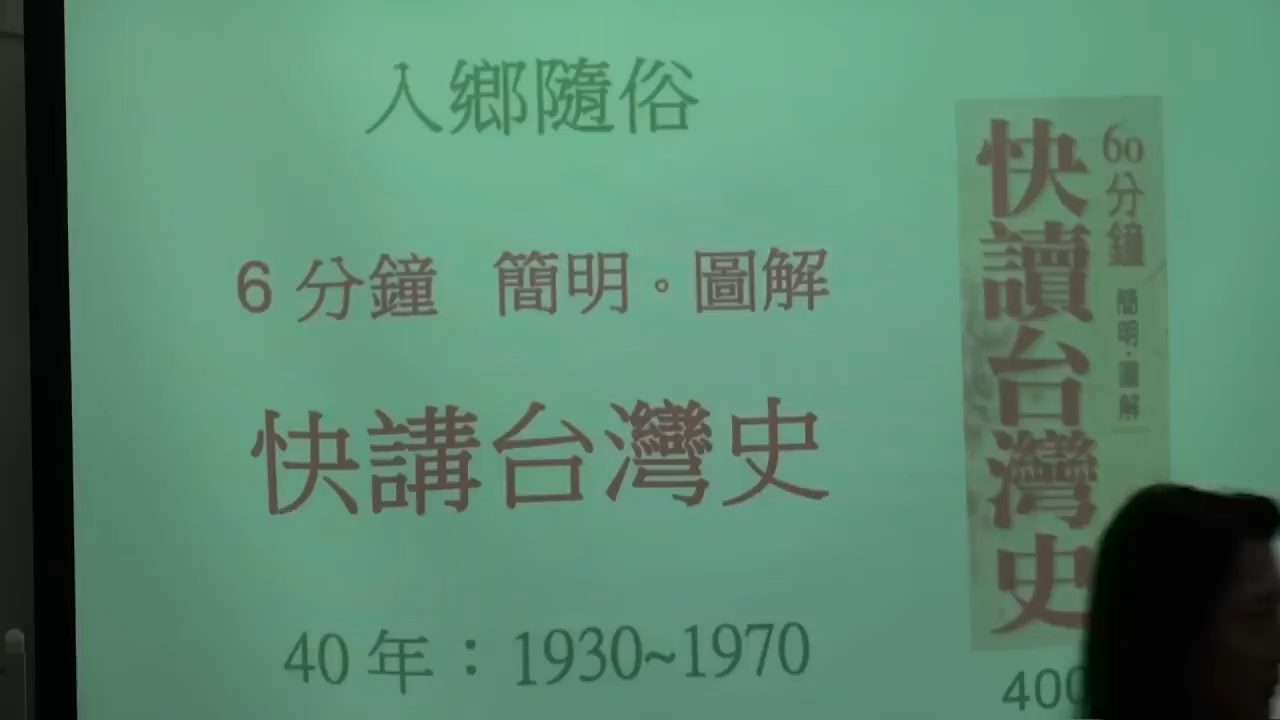 入鄉隨俗
6 分鐘 簡明。圖解
快講台灣史
40 年：1930~1970
60分鐘 簡明·圖解
快讀台灣史
400